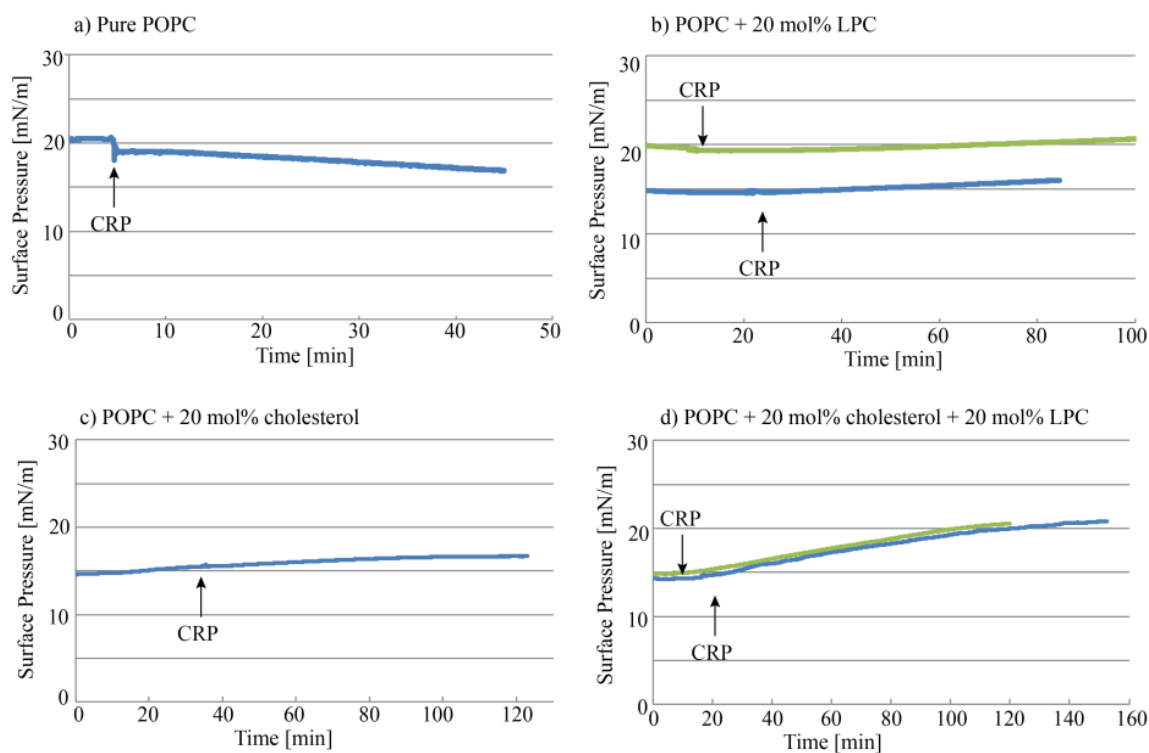 a) Pure POPC
30
20
10
0
Surface Pressure [mN/m]
CRP
0 10 20 30 40 50
Time [min]
b) POPC + 20 mol% LPC
30
20
10
0
Surface Pressure [mN/m]
CRP
CRP
0 20 40 60 80 100
Time [min]
c) POPC + 20 mol% cholesterol
30
20
10
0
Surface Pressure [mN/m]
CRP
0 20 40 60 80 100 120
Time [min]
d) POPC + 20 mol% cholesterol + 20 mol% LPC
30
20
10
0
Surface Pressure [mN/m]
CRP
CRP
0 20 40 60 80 100 120 140 160
Time [min]